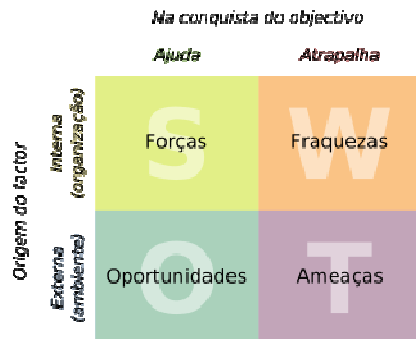 Na conquista do objectivo
Ajuda Atrapalha
Origem do factor
Interna
(organização)
S
Forças
W
Fraquezas
Externa
(ambiente)
O
Oportunidades
T
Ameaças